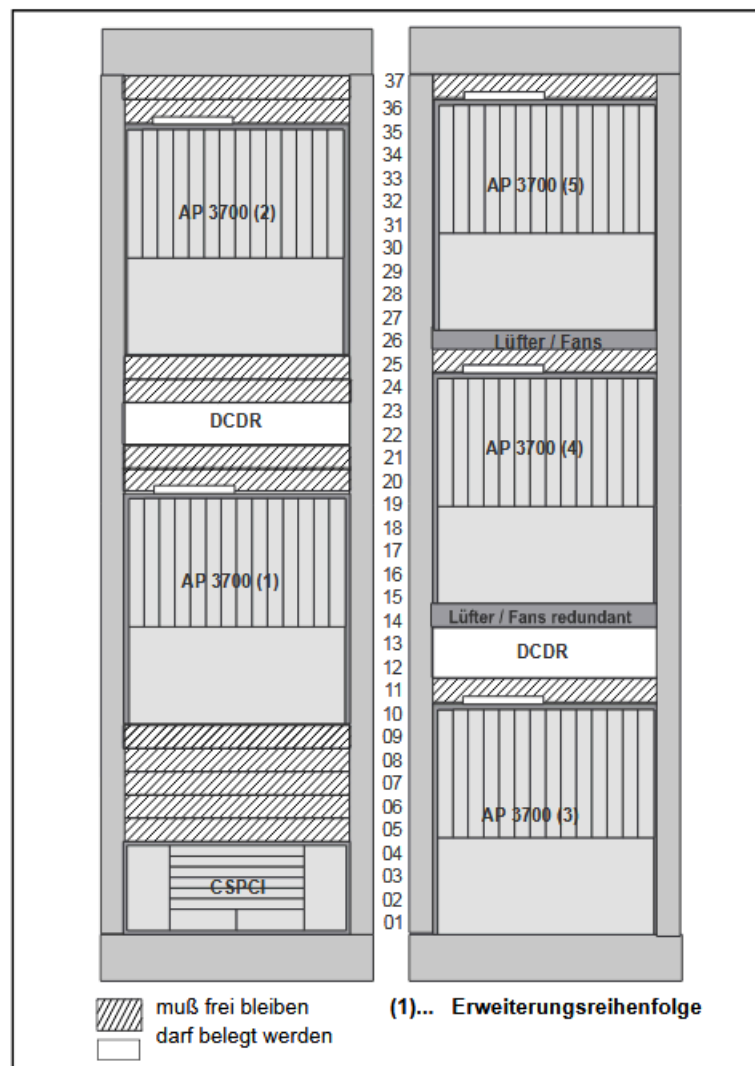 AP 3700 (2)
DCDR
AP 3700 (1)
CSPCI
37
36
35
34
33
32
31
30
29
28
27
26
25
24
23
22
21
20
19
18
17
16
15
14
13
12
11
10
09
08
07
06
05
04
03
02
01
AP 3700 (5)
Lüfter / Fans
AP 3700 (4)
Lüfter / Fans redundant
DCDR
AP 3700 (3)
muß frei bleiben
darf belegt werden
(1)... Erweiterungsreihenfolge